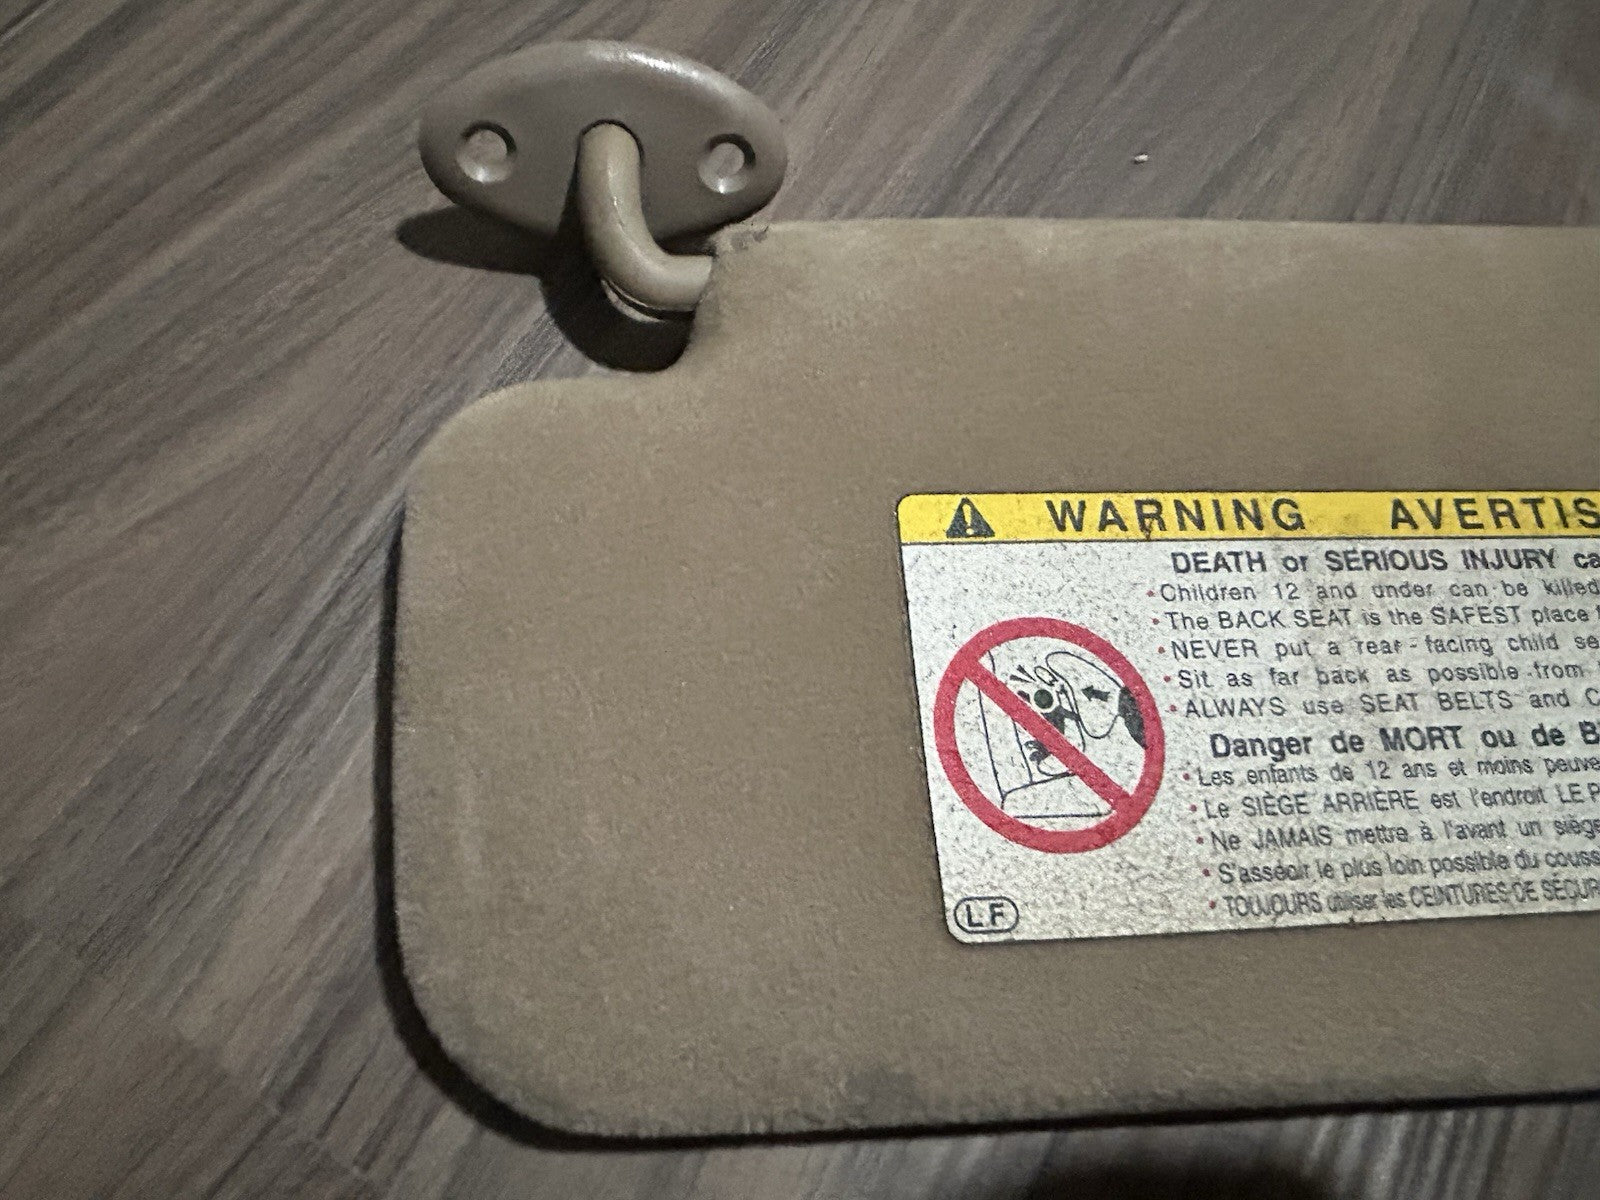 WARNING AVERTIS
DEATH or SERIOUS INJURY ca
•Children 12 and under can be killed
•The BACK SEAT is the SAFEST place
•NEVER put a rear-facing child se
•Sit as far back as possible from
•ALWAYS use SEAT BELTS and C
Danger de MORT ou de B
•Les enfants de 12 ans et moins peuve
•Le SIÈGE ARRIÈRE est l'endroit LE P
•Ne JAMAIS mettre à l'avant un siège
•S'asseoir le plus loin possible du couss
•TOUJOURS utiliser les CEINTURES DE SÉCUR
LF